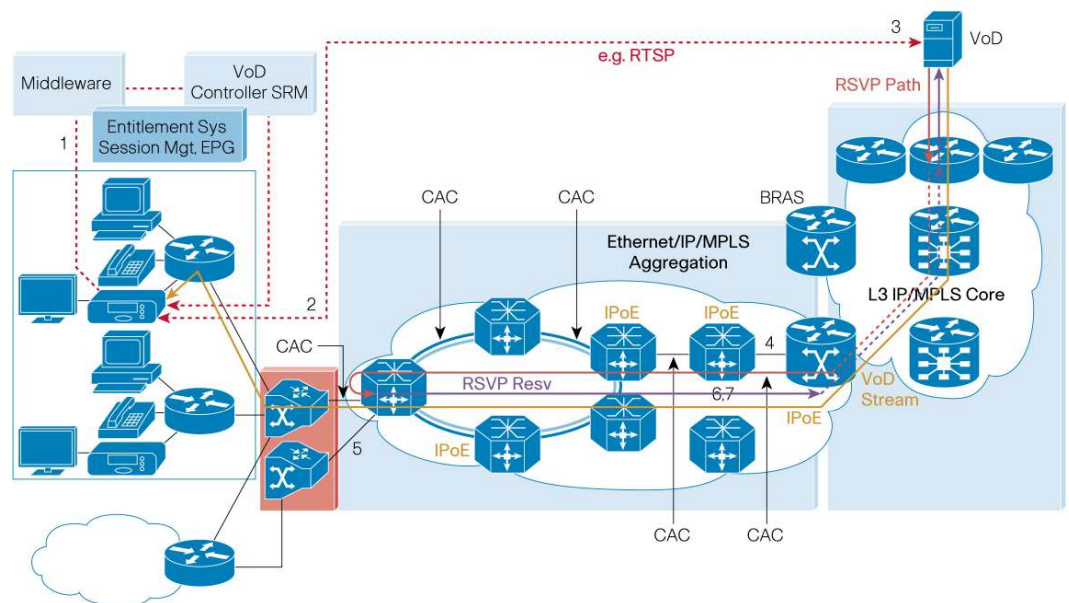 3
VoD
e.g. RTSP
Middleware
VoD
Controller SRM
RSVP Path
Entitlement Sys
Session Mgt, EPG
1
CAC
CAC
BRAS
Ethernet/IP/MPLS
Aggregation
L3 IP/MPLS Core
2
IPoE
IPoE
4
CAC
RSVP Resv
6,7
VoD
Stream
IPoE
5
IPoE
CAC
CAC